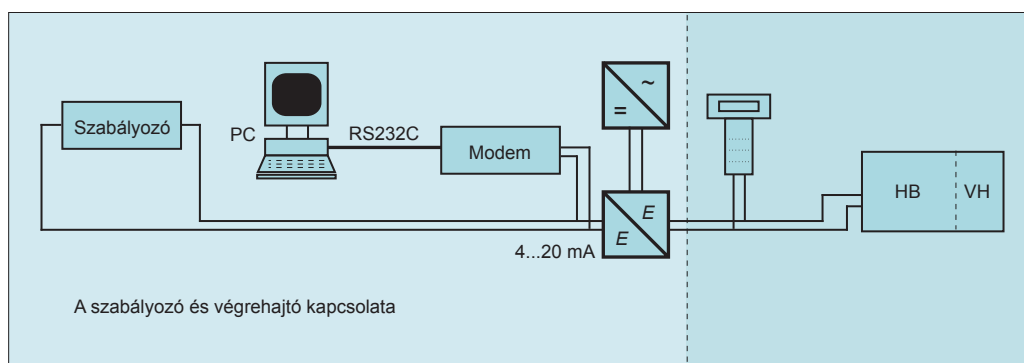 ~
=
Szabályozó
PC
RS232C
Modem
HB
VH
E
E
4...20 mA
A szabályozó és végrehajtó kapcsolata